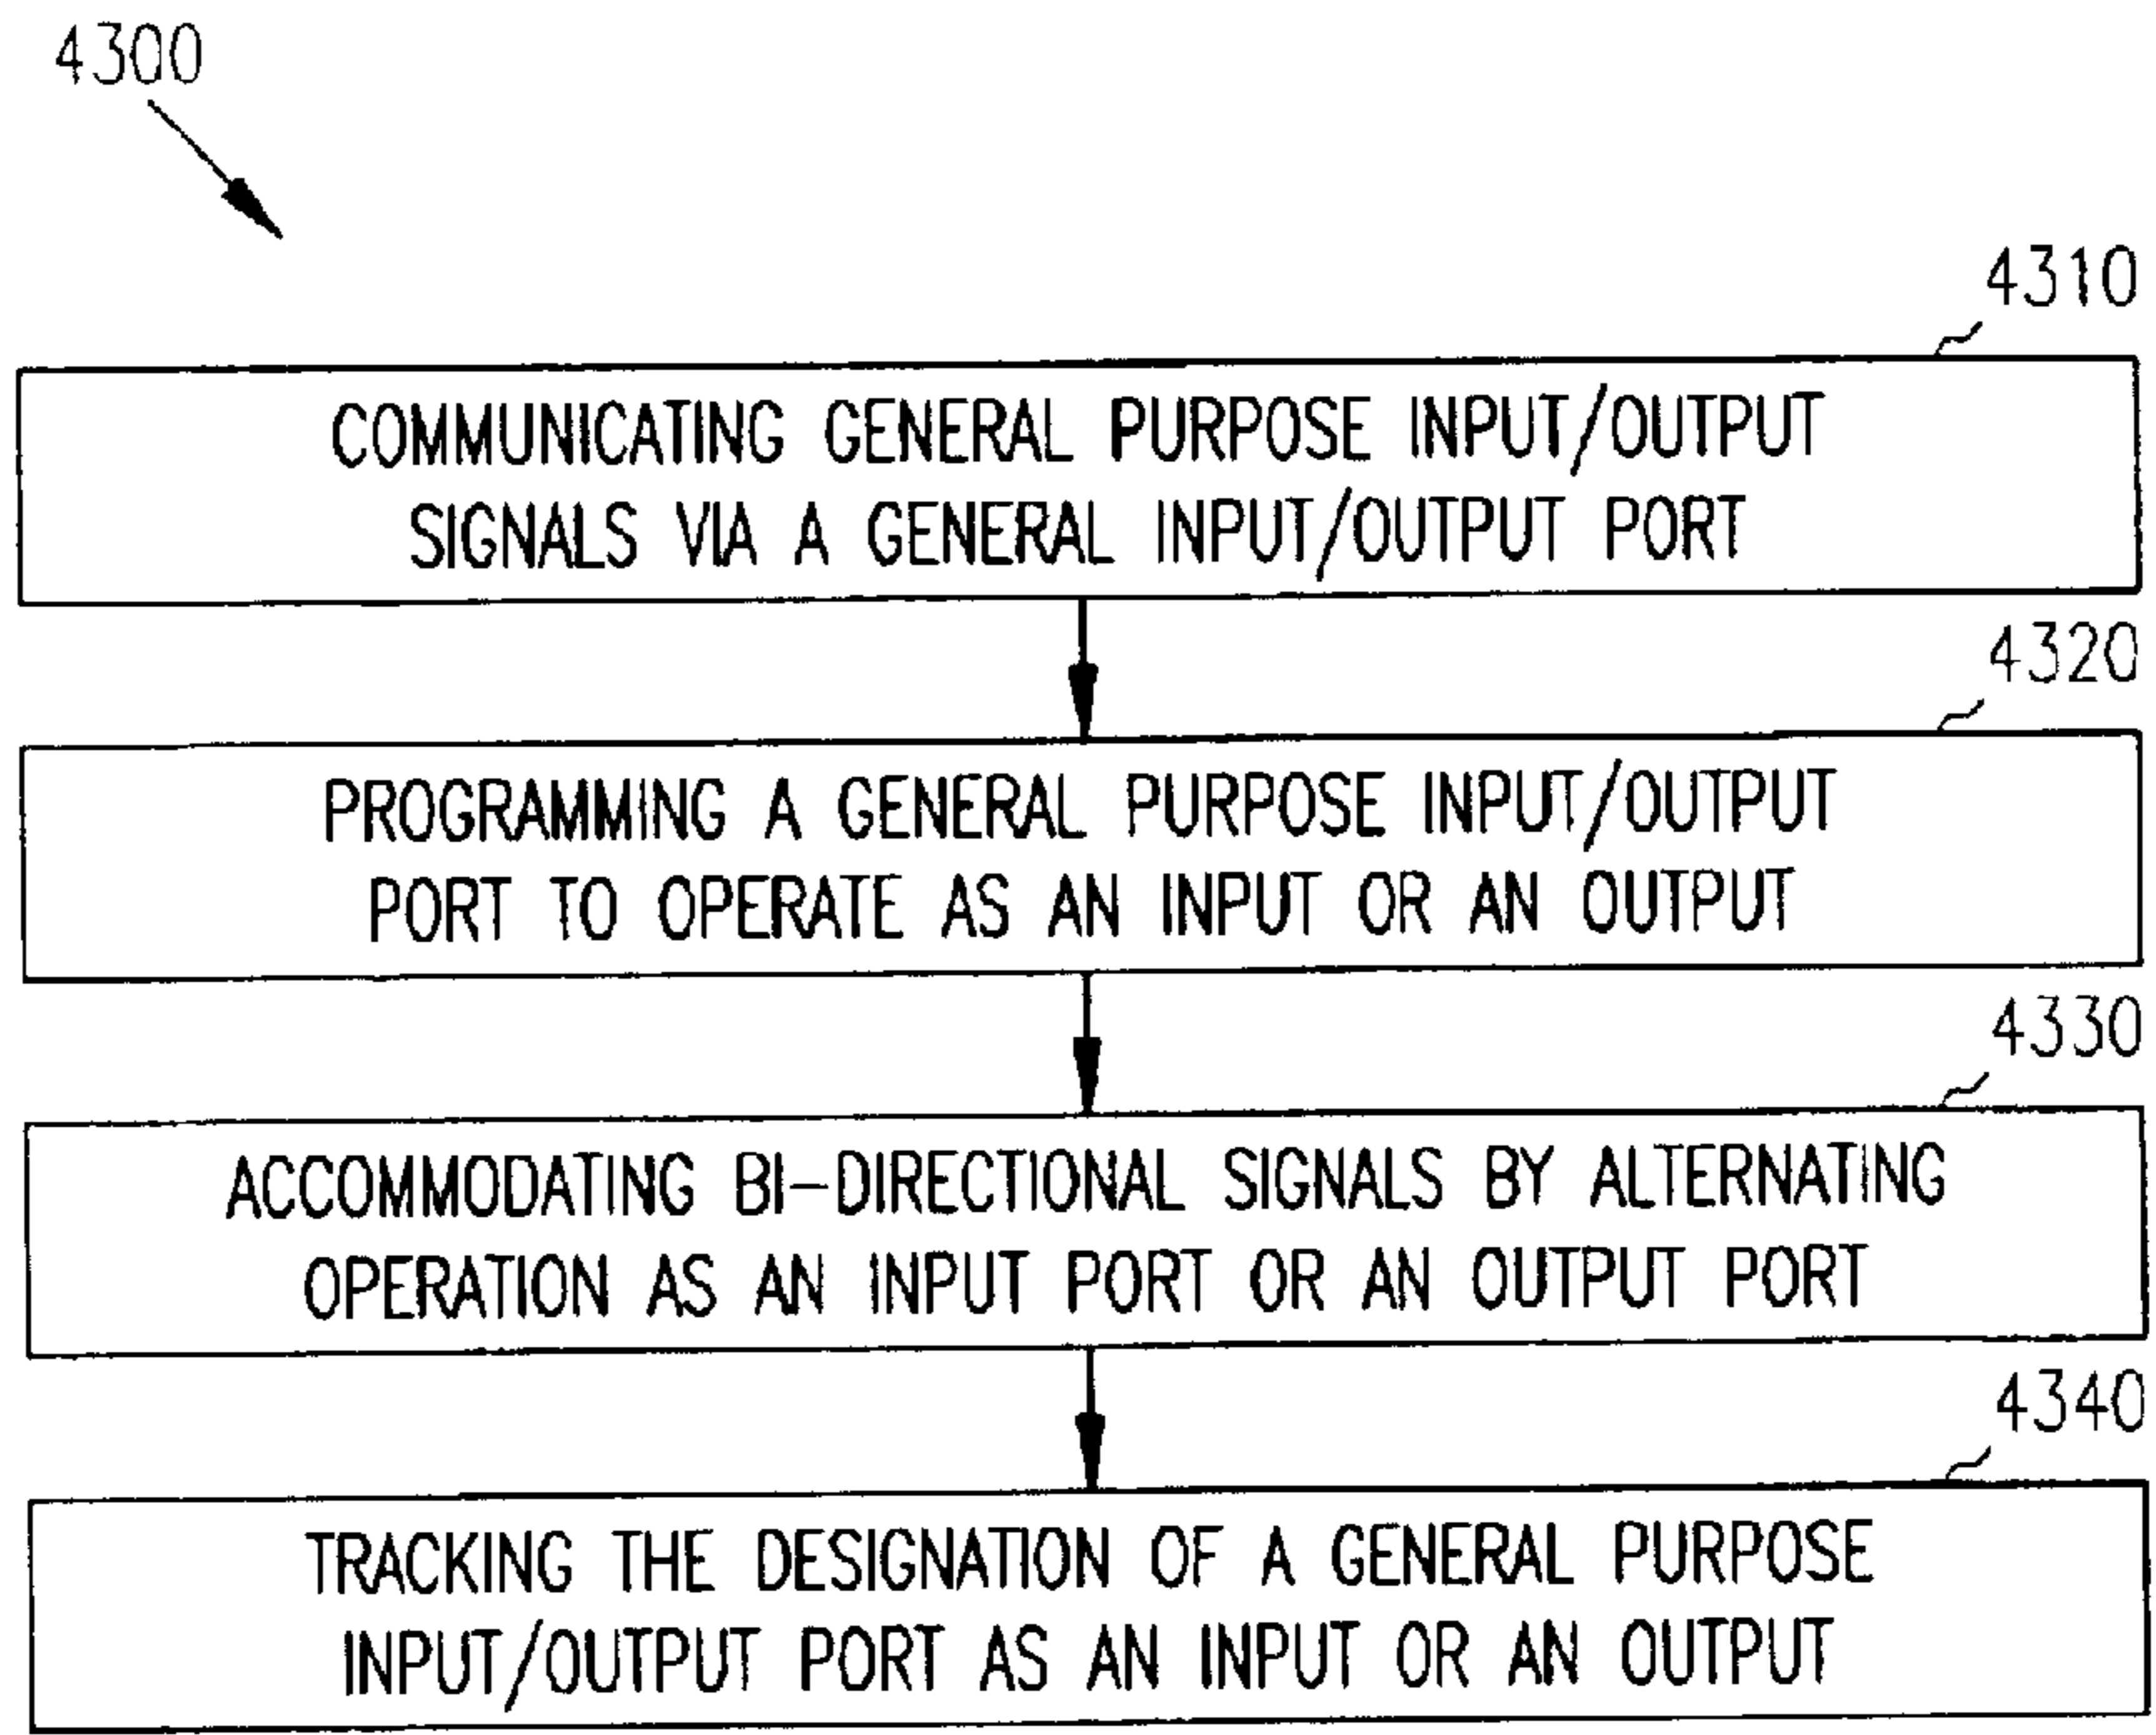 4300
4310
COMMUNICATING GENERAL PURPOSE INPUT/OUTPUT
SIGNALS VIA A GENERAL INPUT/OUTPUT PORT
4320
PROGRAMMING A GENERAL PURPOSE INPUT/OUTPUT
PORT TO OPERATE AS AN INPUT OR AN OUTPUT
4330
ACCOMMODATING BI-DIRECTIONAL SIGNALS BY ALTERNATING
OPERATION AS AN INPUT PORT OR AN OUTPUT PORT
4340
TRACKING THE DESIGNATION OF A GENERAL PURPOSE
INPUT/OUTPUT PORT AS AN INPUT OR AN OUTPUT